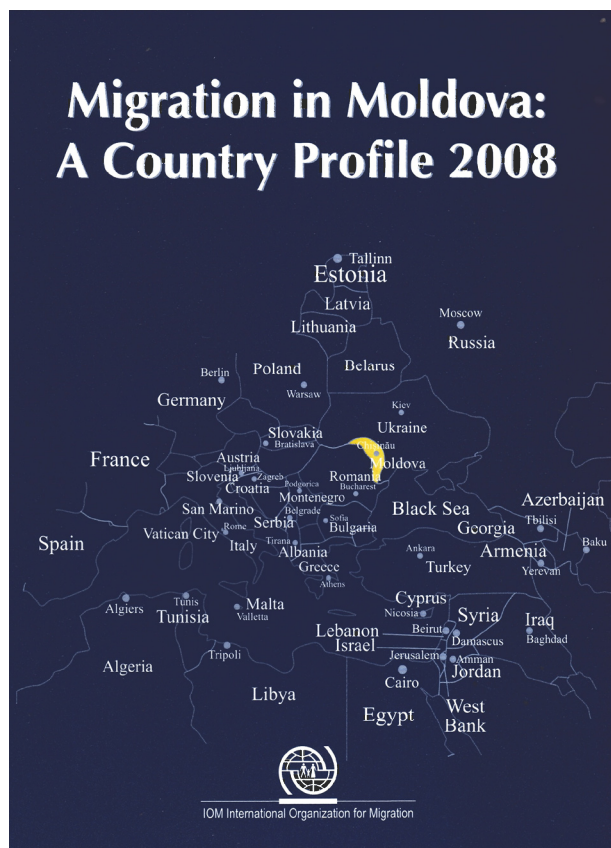 Migration in Moldova:
A Country Profile 2008
Tallinn
Estonia
Latvia
Lithuania
Moscow
Russia
Belarus
Poland
Berlin
Warsaw
Germany
Kiev
Ukraine
Slovakia
Bratislava
Chişinău
Moldova
France
Austria
Ljubljana
Slovenia
Zagreb
Croatia
Romania
Podgorica
Bucharest
Montenegro
Azerbaijan
San Marino
Belgrade
Black Sea
Serbia
Sofia
Bulgaria
Georgia
Tbilisi
Vatican City
Rome
Italy
Spain
Tirana
Albania
Armenia
Baku
Ankara
Turkey
Yerevan
Greece
Athens
Algiers
Tunis
Tunisia
Malta
Valletta
Cyprus
Nicosia
Syria
Iraq
Baghdad
Lebanon
Beirut
Damascus
Israel
Tripoli
Jerusalem
Amman
Jordan
Algeria
Cairo
Libya
Egypt
West
Bank
IOM International Organization for Migration